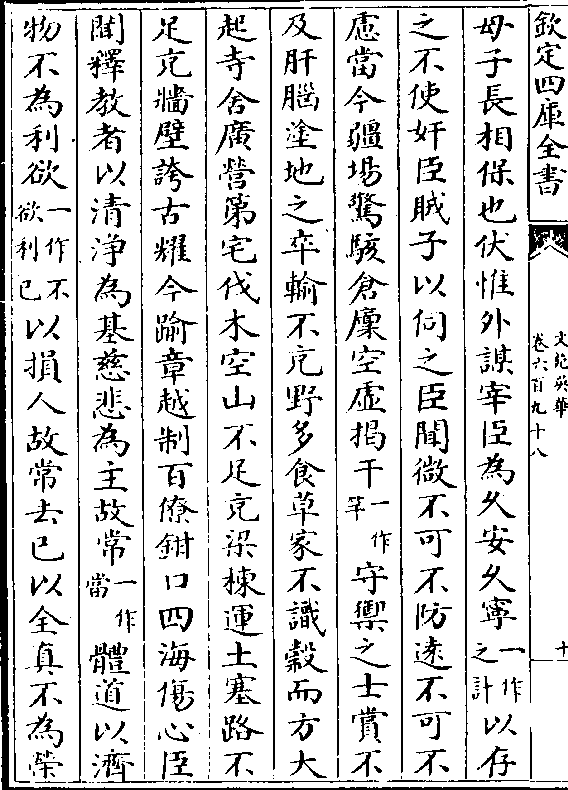 欽定四庫全書
文苑英華
卷六百九十八
十
母子長相保也伏惟外謀宰臣為乆安乆寧一作之計以存
之不使奸臣賊子以伺之臣聞微不可不防逺不可不
慮當今疆場驚駭倉廩空虚掲干一作竿守禦之士賞不
及肝腦塗地之卒輸不充野多食草家不識穀而方大
起寺舍廣營第宅伐木空山不足充梁棟運土塞路不
足充牆壁誇古耀今踰章越制百僚鉗口四海傷心臣
聞釋教者以清淨為基慈悲為主故常一作當體道以濟
物不為利欲一作不欲利已以損人故常去已以全真不為榮